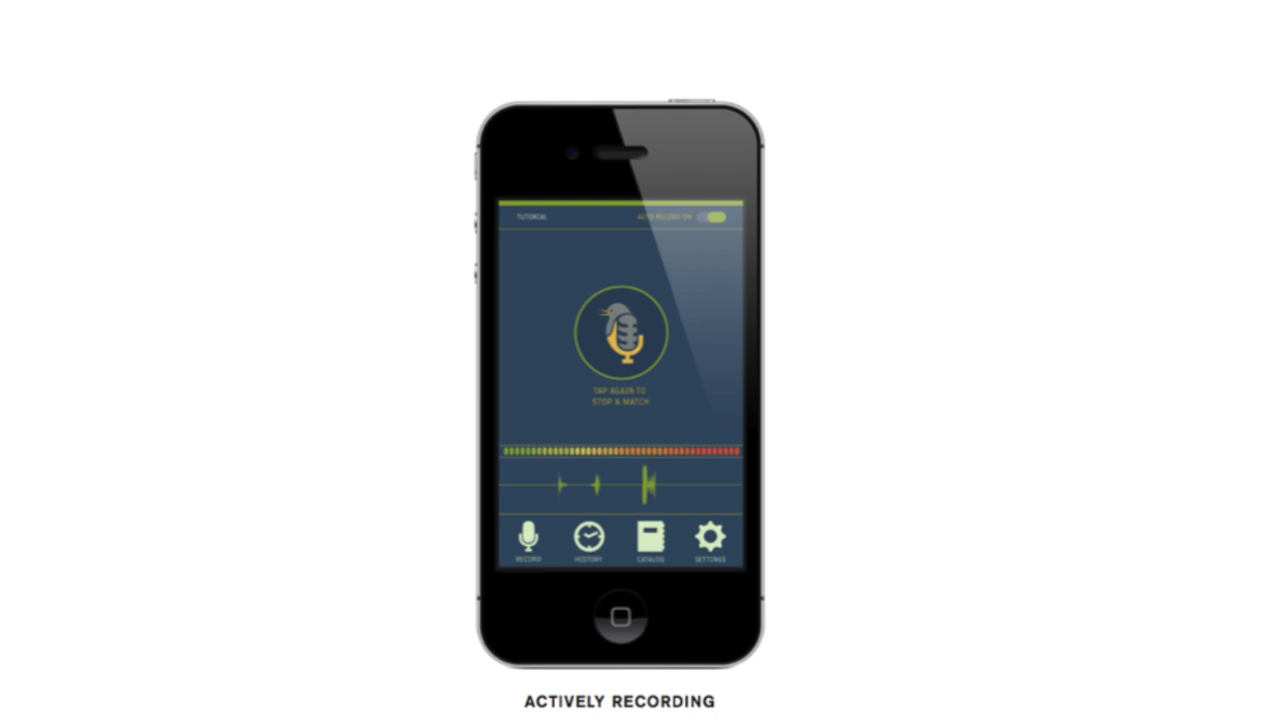 TUTORIAL
AUTO RECORD ON
TAP AGAIN TO
STOP & MATCH
RECORD
HISTORY
CATALOG
SETTINGS
ACTIVELY RECORDING